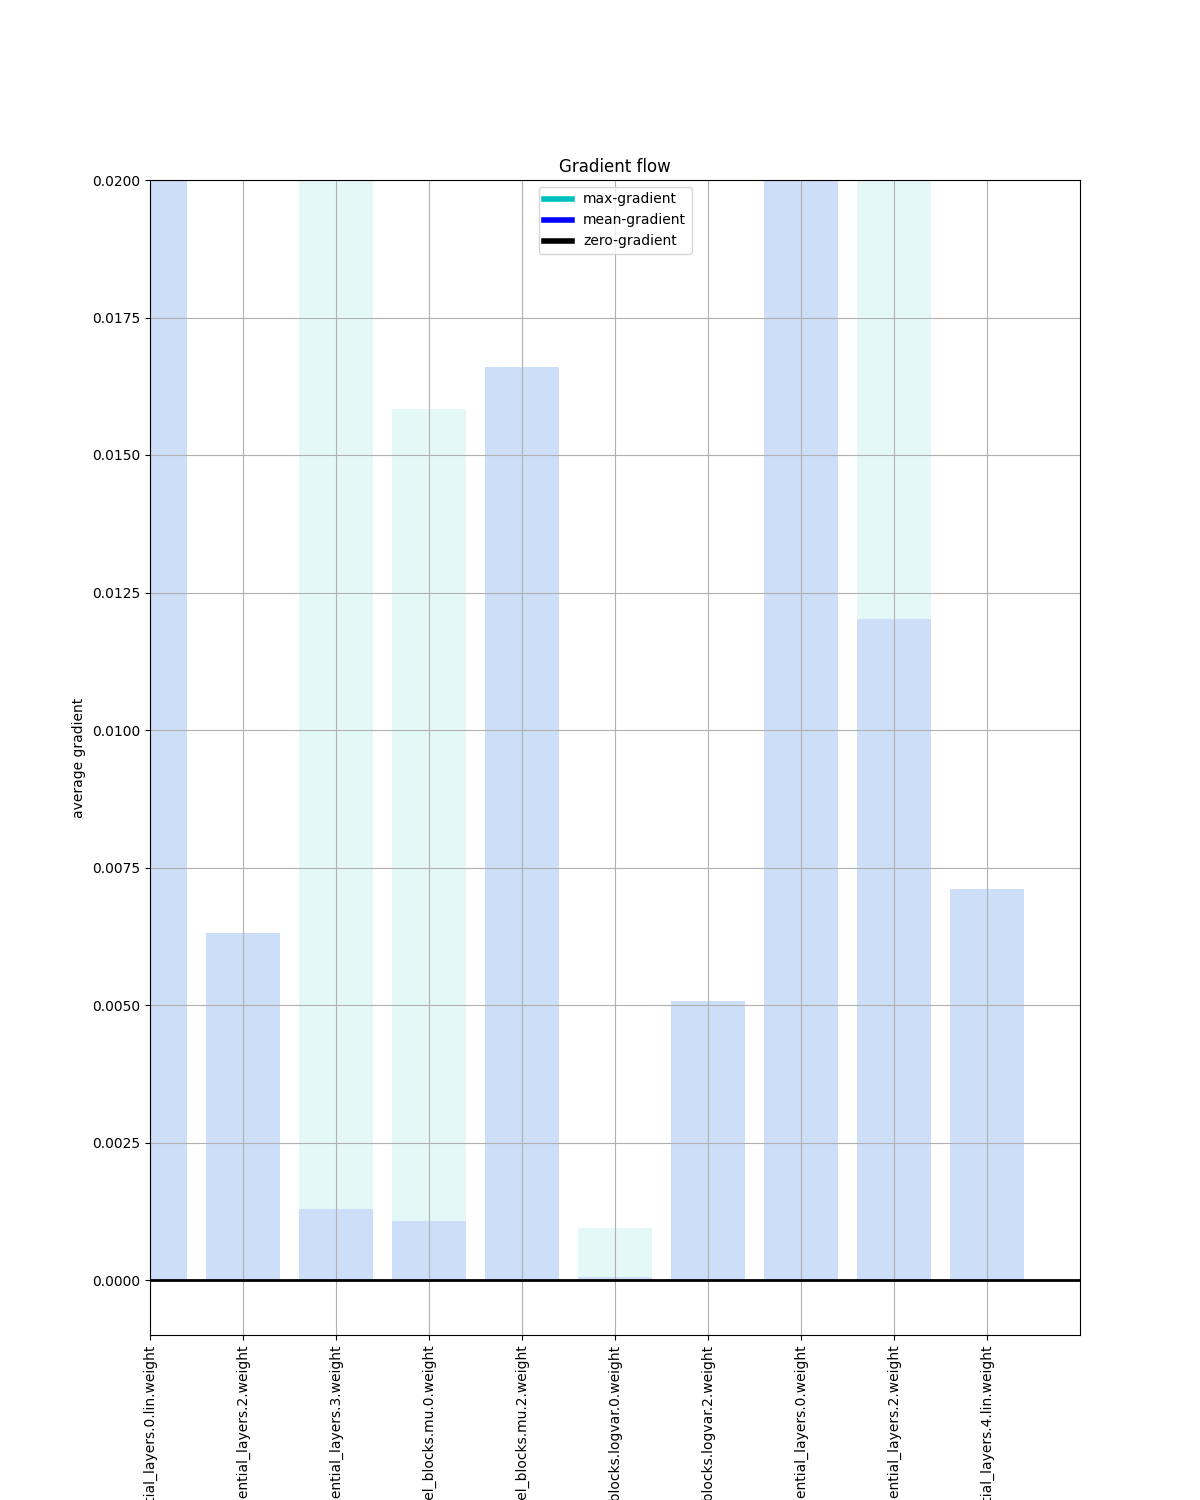 Gradient flow
max-gradient
mean-gradient
zero-gradient
0.0200
0.0175
0.0150
0.0125
0.0100
0.0075
0.0050
0.0025
0.0000
average gradient
tial_layers.0.lin.weight
ential_layers.2.weight
ential_layers.3.weight
el_blocks.mu.0.weight
el_blocks.mu.2.weight
blocks.logvar.0.weight
blocks.logvar.2.weight
ential_layers.0.weight
ential_layers.2.weight
tial_layers.4.lin.weight